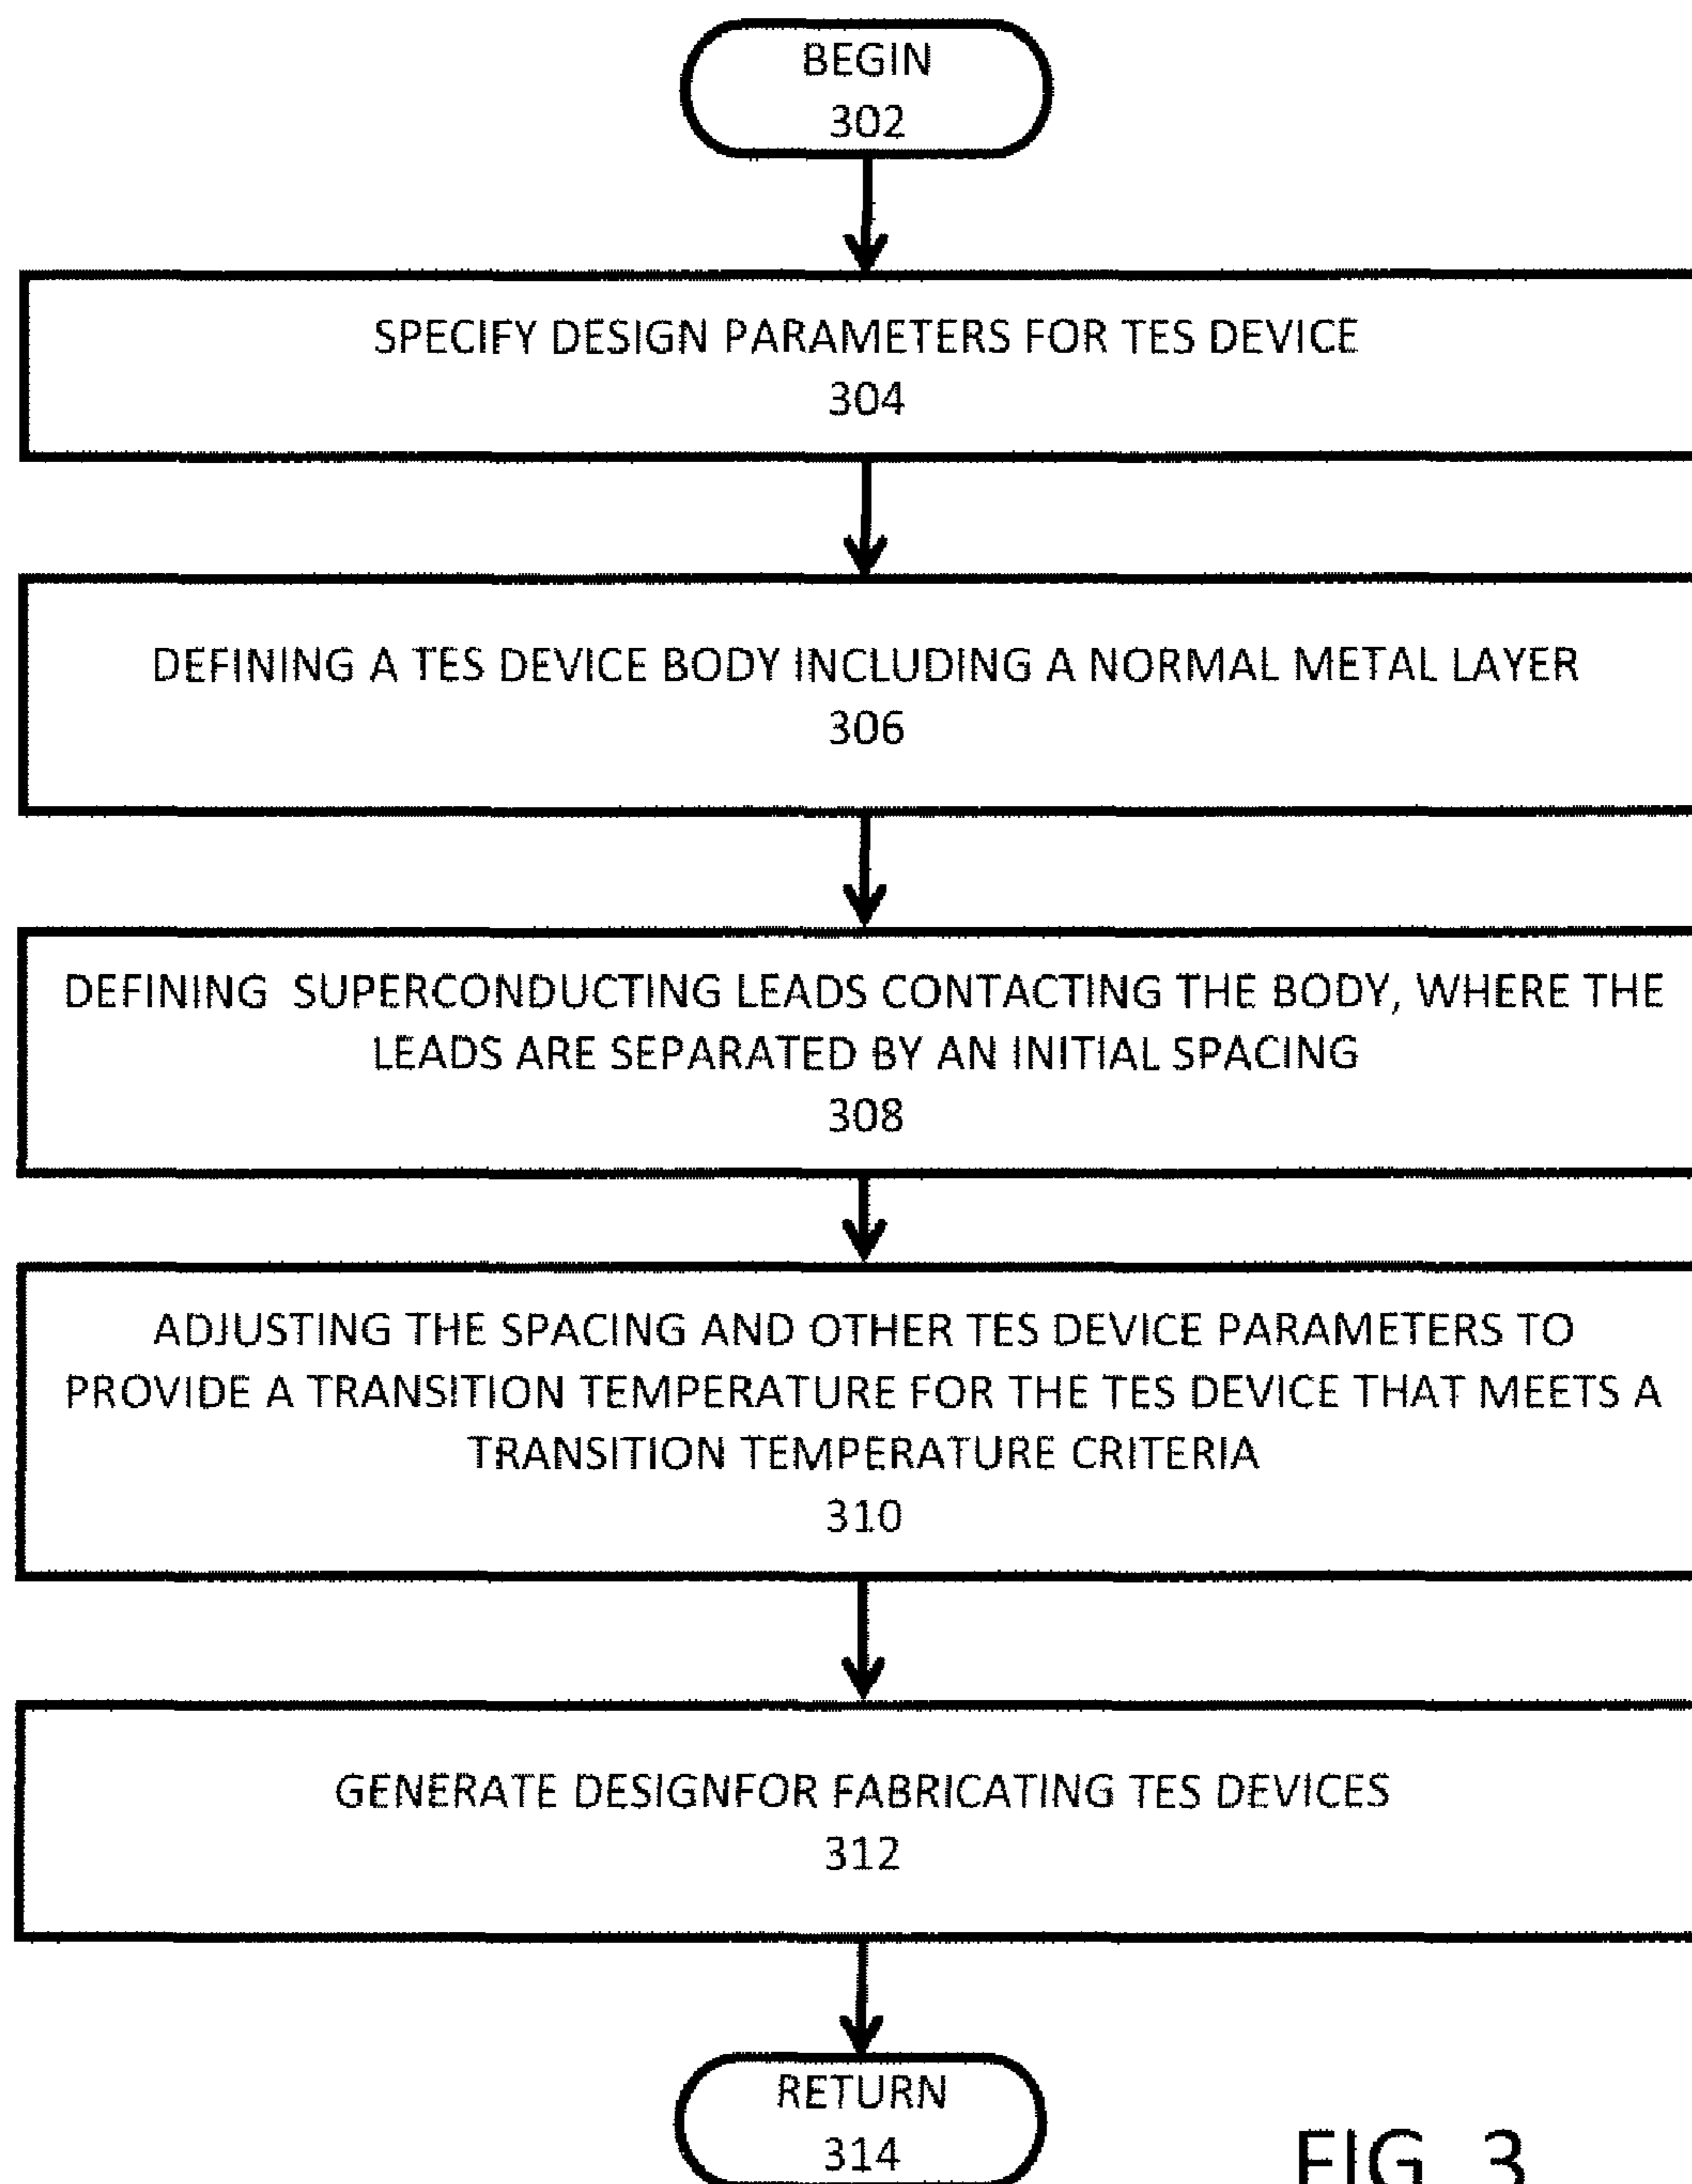 BEGIN
302
SPECIFY DESIGN PARAMETERS FOR TES DEVICE
304
DEFINING A TES DEVICE BODY INCLUDING A NORMAL METAL LAYER
306
DEFINING SUPERCONDUCTING LEADS CONTACTING THE BODY, WHERE THE
LEADS ARE SEPARATED BY AN INITIAL SPACING
308
ADJUSTING THE SPACING AND OTHER TES DEVICE PARAMETERS TO
PROVIDE A TRANSITION TEMPERATURE FOR THE TES DEVICE THAT MEETS A
TRANSITION TEMPERATURE CRITERIA
310
GENERATE DESIGNFOR FABRICATING TES DEVICES
312
RETURN
314
FIG. 3